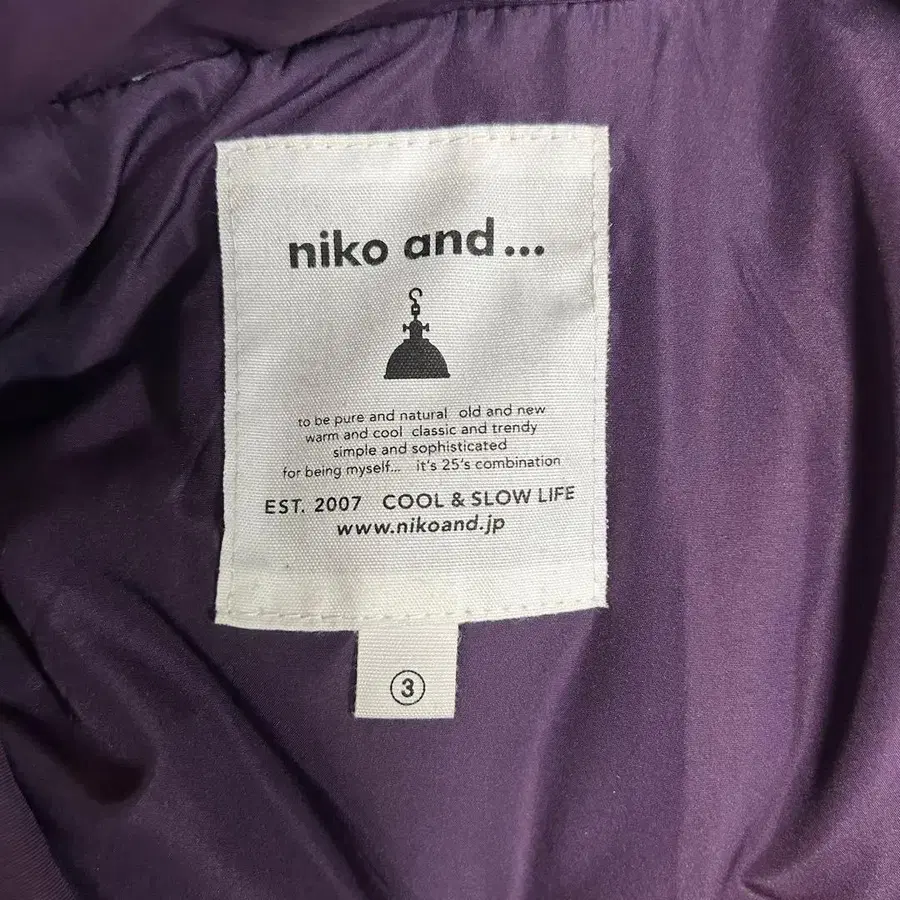 niko and...
to be pure and natural old and new
warm and cool classic and trendy
simple and sophisticated
for being myself... it's 25's combination
EST. 2007 COOL & SLOW LIFE
www.nikoand.jp
3